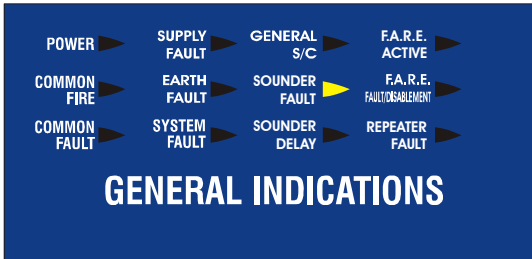 POWER
SUPPLY
FAULT
GENERAL
S/C
F.A.R.E.
ACTIVE
COMMON
FIRE
EARTH
FAULT
SOUNDER
FAULT
F.A.R.E.
FAULT/DISABLEMENT
COMMON
FAULT
SYSTEM
FAULT
SOUNDER
DELAY
REPEATER
FAULT
GENERAL INDICATIONS